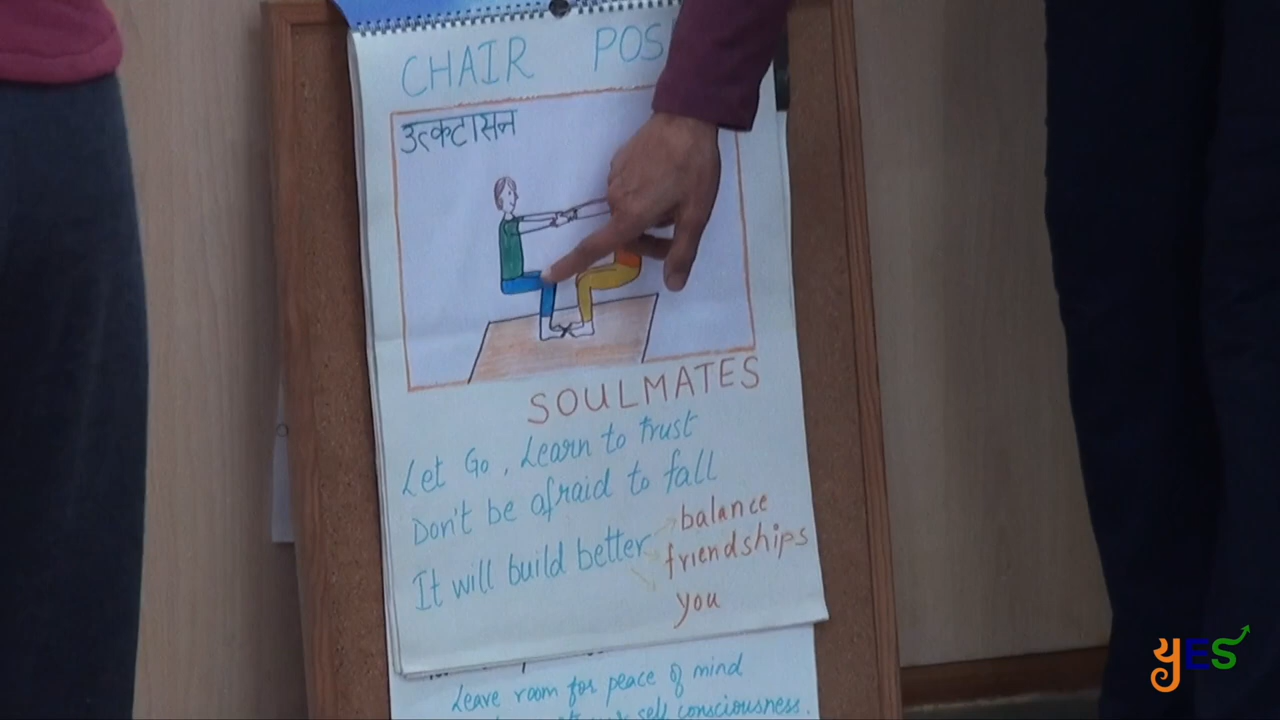 CHAIR POS
उत्कटासन
SOULMATES
Let Go, Learn to trust
Don't be afraid to fall
It will build better
balance
friendships
you
Leave room for peace of mind
self consciousness.
YES